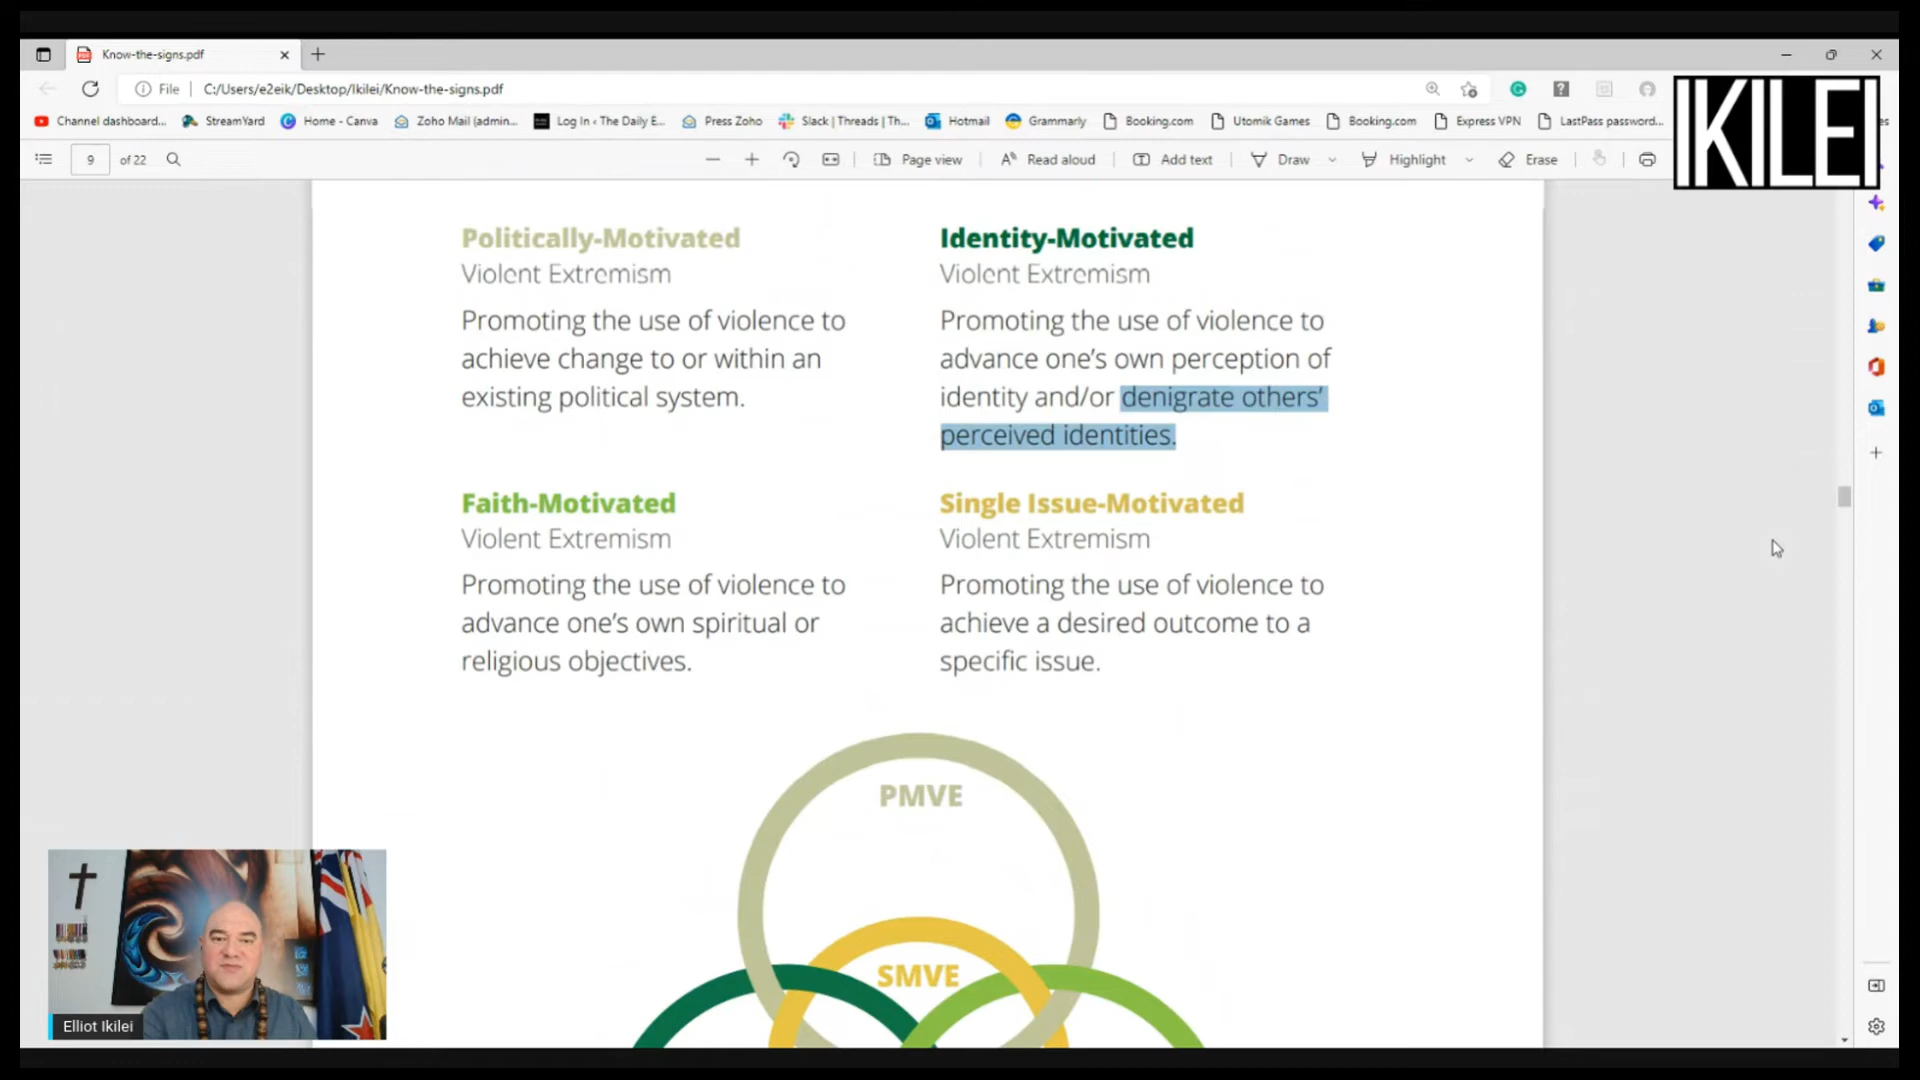 Know-the-signs.pdf
File C:/Users/e2eik/Desktop/Ikilei/Know-the-signs.pdf
Channel dashboard... StreamYard Home - Canva Zoho Mail (admin... Log In ‹ The Daily E... Press Zoho Slack | Threads | Th... Hotmail Grammarly Booking.com Utomik Games Booking.com Express VPN LastPass password...
IKILEI
9 of 22 Page view Read aloud Add text Draw Highlight Erase
Politically-Motivated
Violent Extremism
Promoting the use of violence to
achieve change to or within an
existing political system.
Identity-Motivated
Violent Extremism
Promoting the use of violence to
advance one's own perception of
identity and/or denigrate others'
perceived identities.
Faith-Motivated
Violent Extremism
Promoting the use of violence to
advance one's own spiritual or
religious objectives.
Single Issue-Motivated
Violent Extremism
Promoting the use of violence to
achieve a desired outcome to a
specific issue.
PMVE
SMVE
Elliot Ikilei